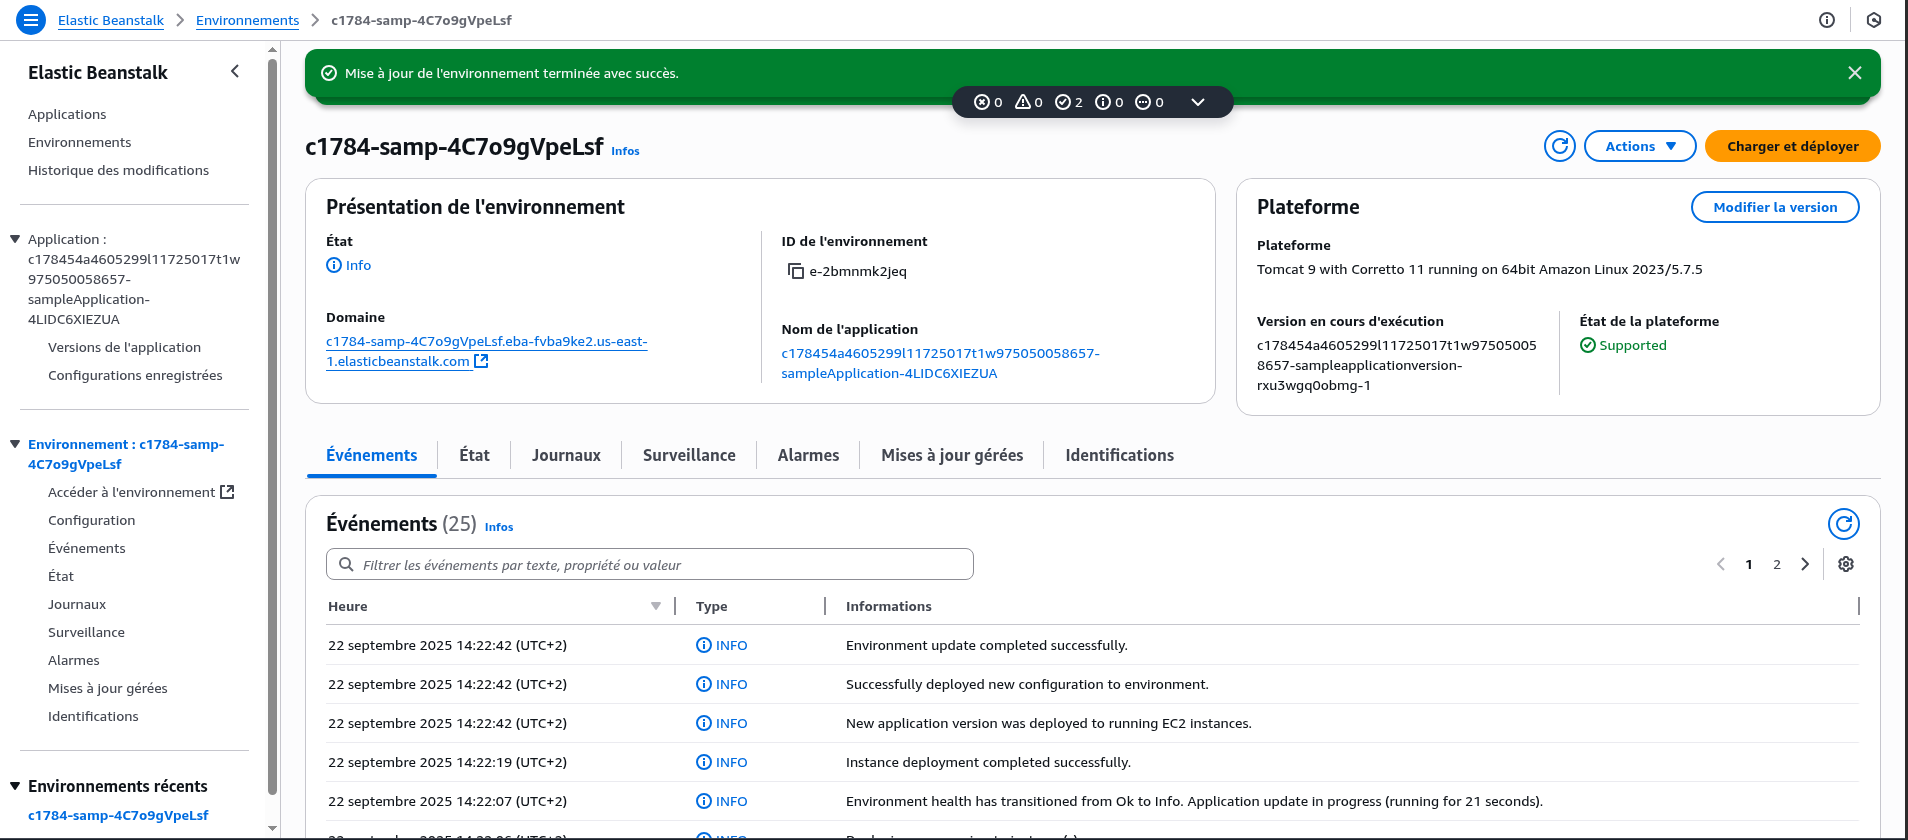 Elastic Beanstalk
Environnements
c1784-samp-4C7o9gVpeLsf
Elastic Beanstalk
Applications
Environnements
Historique des modifications
Application :
c178454a4605299l11725017t1w
975050058657-
sampleApplication-
4LIDC6XIEZUA
Versions de l'application
Configurations enregistrées
Environnement : c1784-samp-
4C7o9gVpeLsf
Accéder à l'environnement
Configuration
Événements
État
Journaux
Surveillance
Alarmes
Mises à jour gérées
Identifications
Environnements récents
c1784-samp-4C7o9gVpeLsf
Mise à jour de l'environnement terminée avec succès.
0 0 2 0 0
c1784-samp-4C7o9gVpeLsf Infos
Actions
Charger et déployer
Présentation de l'environnement
État
Info
Domaine
c1784-samp-4C7o9gVpeLsf.eba-fvba9ke2.us-east-
1.elasticbeanstalk.com
ID de l'environnement
e-2bmnmk2jeq
Nom de l'application
c178454a4605299l11725017t1w975050058657-
sampleApplication-4LIDC6XIEZUA
Plateforme
Modifier la version
Plateforme
Tomcat 9 with Corretto 11 running on 64bit Amazon Linux 2023/5.7.5
Version en cours d'exécution
c178454a4605299l11725017t1w97505005
8657-sampleapplicationversion-
rxu3wgq0obmg-1
État de la plateforme
Supported
Événements
État
Journaux
Surveillance
Alarmes
Mises à jour gérées
Identifications
Événements (25) Infos
Filtrer les événements par texte, propriété ou valeur
1 2
Heure Type Informations
22 septembre 2025 14:22:42 (UTC+2) INFO Environment update completed successfully.
22 septembre 2025 14:22:42 (UTC+2) INFO Successfully deployed new configuration to environment.
22 septembre 2025 14:22:42 (UTC+2) INFO New application version was deployed to running EC2 instances.
22 septembre 2025 14:22:19 (UTC+2) INFO Instance deployment completed successfully.
22 septembre 2025 14:22:07 (UTC+2) INFO Environment health has transitioned from Ok to Info. Application update in progress (running for 21 seconds).